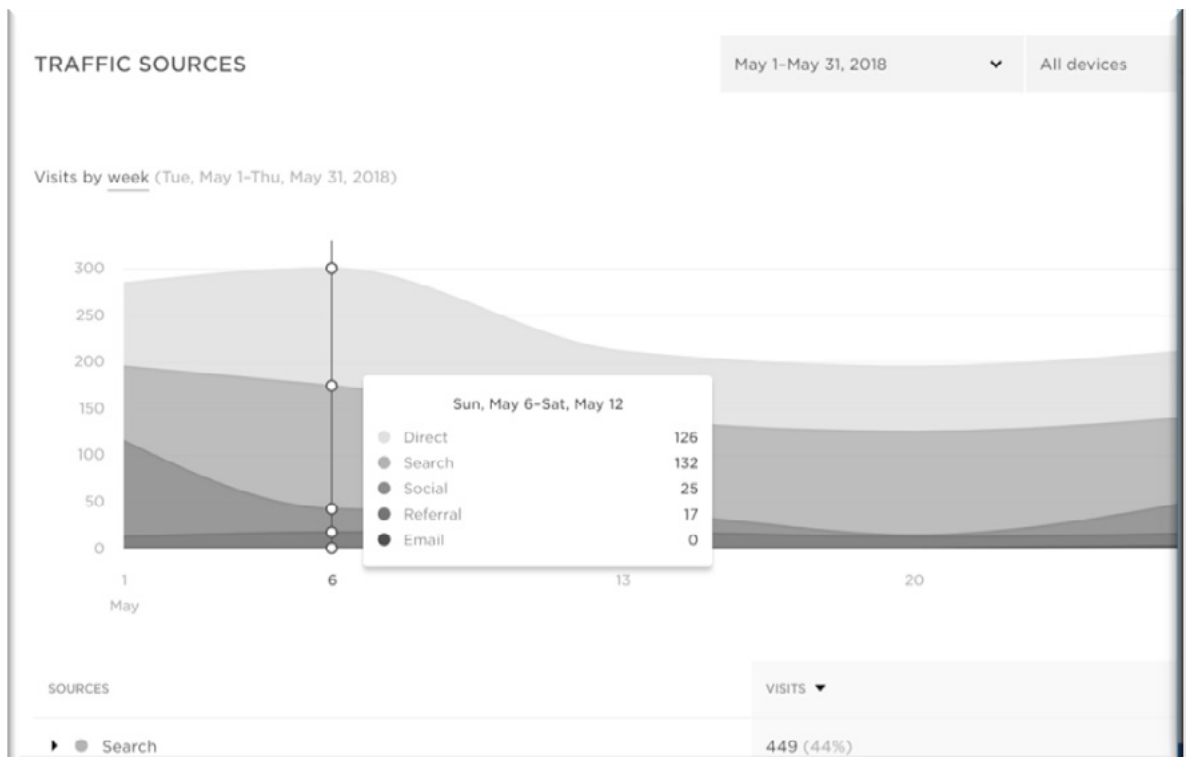 TRAFFIC SOURCES
May 1–May 31, 2018
All devices
Visits by week (Tue, May 1–Thu, May 31, 2018)
300
250
200
150
100
50
0
Sun, May 6–Sat, May 12
Direct 126
Search 132
Social 25
Referral 17
Email 0
1 6 13 20
May
SOURCES VISITS
Search 449 (44%)